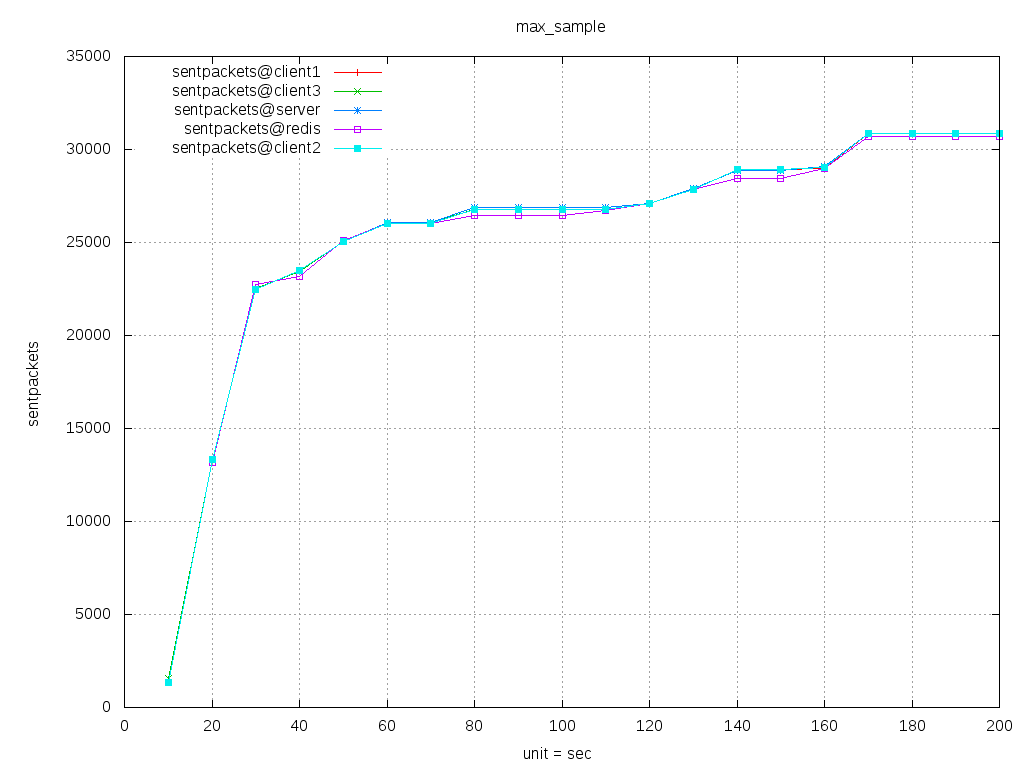 max_sample
35000
30000
25000
20000
15000
10000
5000
0
sentpackets
sentpackets@client1
sentpackets@client3
sentpackets@server
sentpackets@redis
sentpackets@client2
0 20 40 60 80 100 120 140 160 180 200
unit = sec